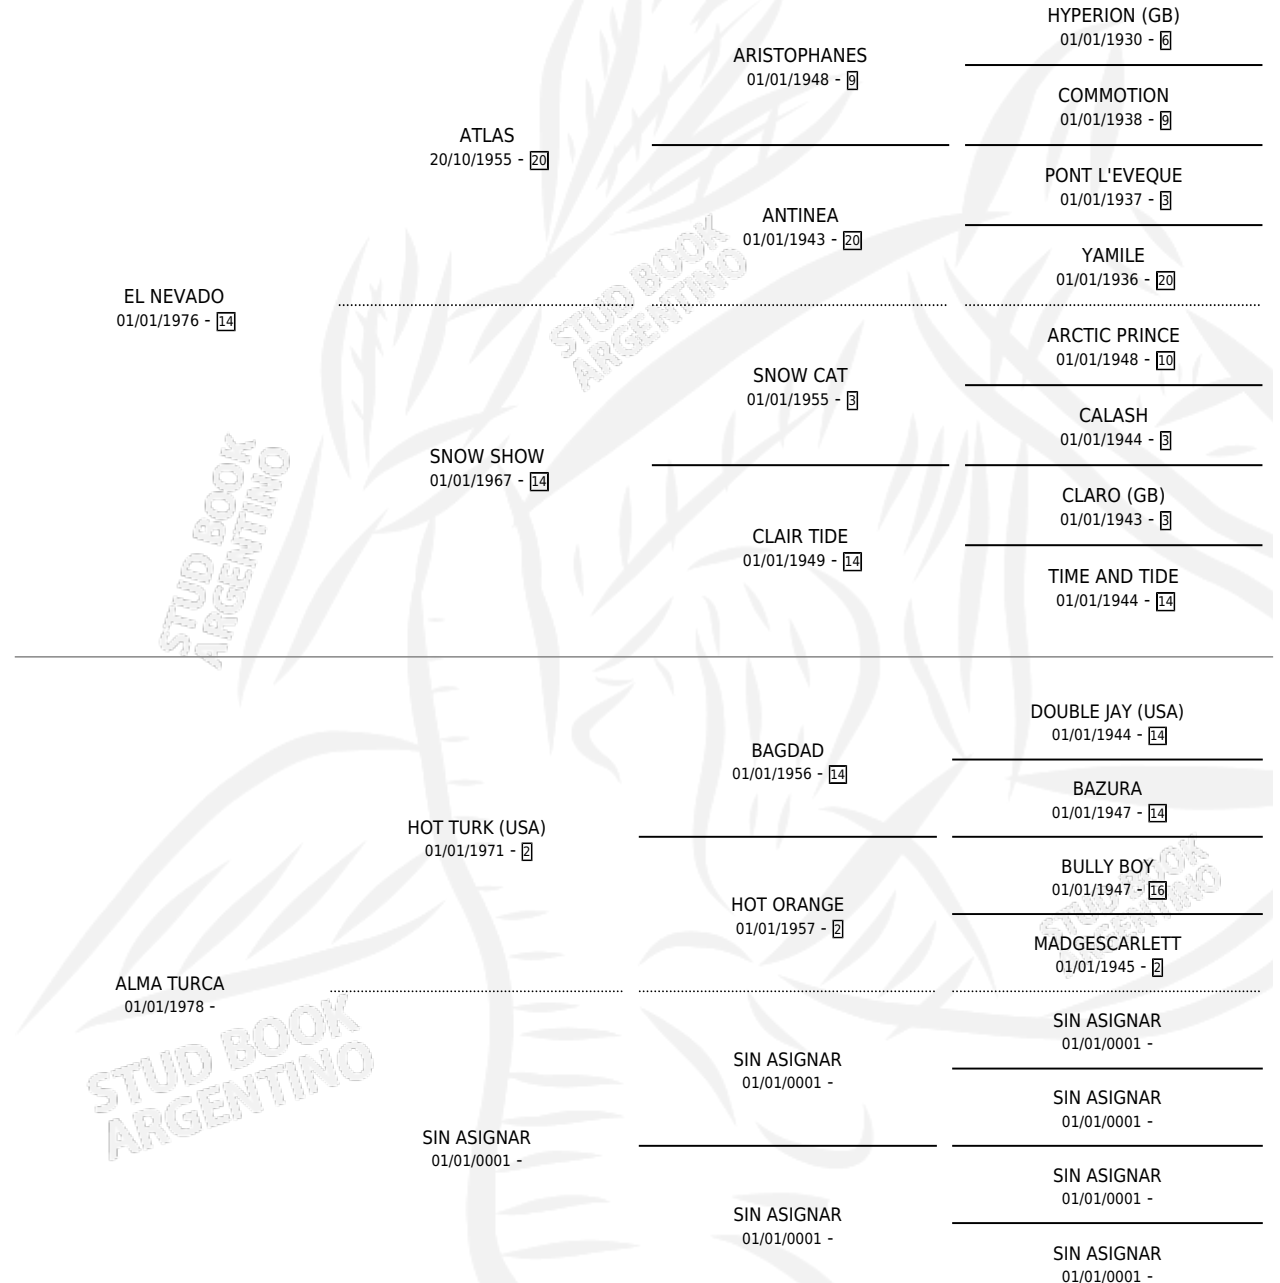 HYPERION (GB)
01/01/1930 - 6
ARISTOPHANES
01/01/1948 - 9
COMMOTION
01/01/1938 - 9
ATLAS
20/10/1955 - 20
PONT L'EVEQUE
01/01/1937 - 3
ANTINEA
01/01/1943 - 20
YAMILE
01/01/1936 - 20
EL NEVADO
01/01/1976 - 14
ARCTIC PRINCE
01/01/1948 - 10
SNOW CAT
01/01/1955 - 3
CALASH
01/01/1944 - 3
SNOW SHOW
01/01/1967 - 14
CLARO (GB)
01/01/1943 - 3
CLAIR TIDE
01/01/1949 - 14
TIME AND TIDE
01/01/1944 - 14
STUD BOOK
ARGENTINO
STUD BOOK
ARGENTINO
DOUBLE JAY (USA)
01/01/1944 - 14
BAGDAD
01/01/1956 - 14
BAZURA
01/01/1947 - 14
HOT TURK (USA)
01/01/1971 - 2
BULLY BOY
01/01/1947 - 16
HOT ORANGE
01/01/1957 - 2
MADGESCARLETT
01/01/1945 - 2
STUD BOOK
ARGENTINO
ALMA TURCA
01/01/1978 -
SIN ASIGNAR
01/01/0001 -
SIN ASIGNAR
01/01/0001 -
SIN ASIGNAR
01/01/0001 -
SIN ASIGNAR
01/01/0001 -
SIN ASIGNAR
01/01/0001 -
SIN ASIGNAR
01/01/0001 -
SIN ASIGNAR
01/01/0001 -
STUD BOOK
ARGENTINO